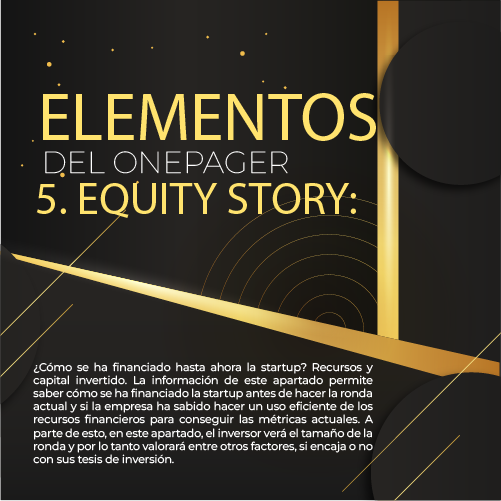 ELEMENTOS
DEL ONEPAGER
5. EQUITY STORY:
¿Cómo se ha financiado hasta ahora la startup? Recursos y
capital invertido. La información de este apartado permite
saber cómo se ha financiado la startup antes de hacer la ronda
actual y si la empresa ha sabido hacer un uso eficiente de los
recursos financieros para conseguir las métricas actuales. A
parte de esto, en este apartado, el inversor verá el tamaño de la
ronda y por lo tanto valorará entre otros factores, si encaja o no
con sus tesis de inversión.